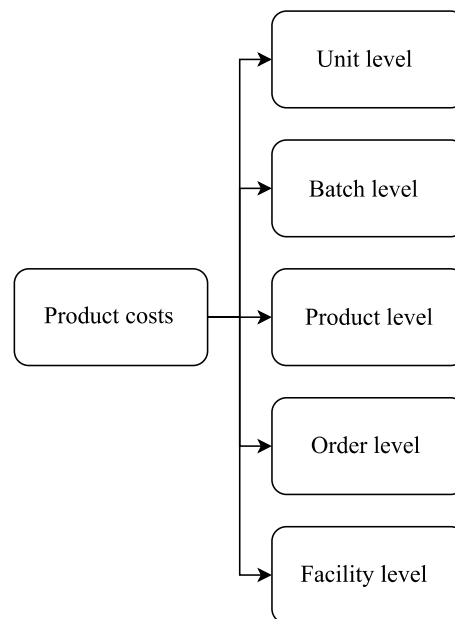 Unit level
Batch level
Product costs
Product level
Order level
Facility level